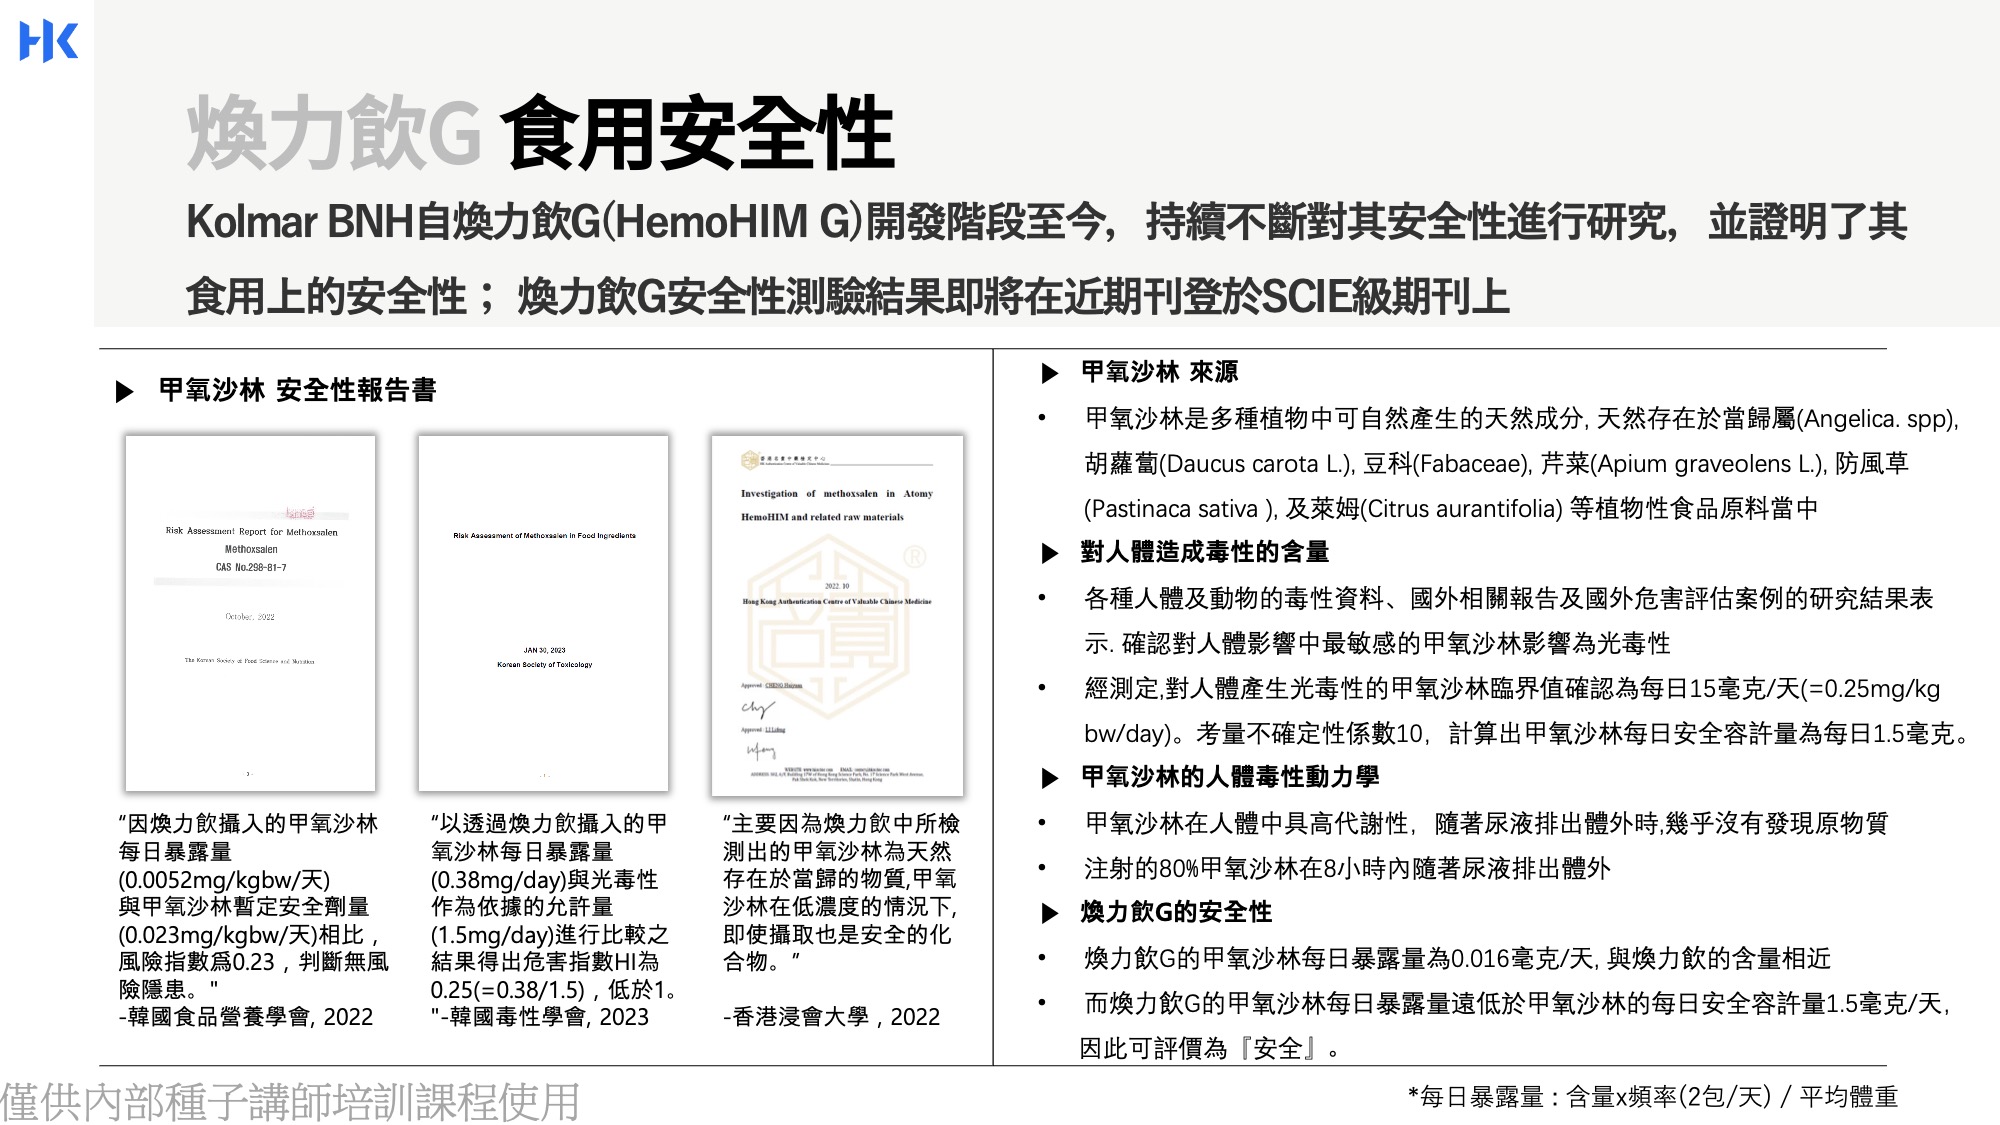 HK
煥力飲G 食用安全性
Kolmar BNH自煥力飲G(HemoHIM G)開發階段至今，持續不斷對其安全性進行研究，並證明了其
食用上的安全性；煥力飲G安全性測驗結果即將在近期刊登於SCIE級期刊上
▶ 甲氧沙林 安全性報告書
Risk Assessment Report for Methoxsalen
Methoxsalen
CAS No.298-81-7
October, 2022
The Korean Society of Food Science and Nutrition
Risk Assessment of Methoxsalen in Food Ingredients
JAN 30, 2023
Korean Society of Toxicology
- 1 -
香港名貴中藥檢定中心
Investigation of methoxsalen in Atomy
HemoHIM and related raw materials
®
2022. 10
Hong Kong Authentication Centre of Valuable Chinese Medicine
Approved: CHENG Haiyuan
Approved:
“因煥力飲攝入的甲氧沙林
每日暴露量
(0.0052mg/kgbw/天)
與甲氧沙林暫定安全劑量
(0.023mg/kgbw/天)相比，
風險指數爲0.23，判斷無風
險隱患。"
-韓國食品營養學會, 2022
“以透過煥力飲攝入的甲
氧沙林每日暴露量
(0.38mg/day)與光毒性
作為依據的允許量
(1.5mg/day)進行比較之
結果得出危害指數HI為
0.25(=0.38/1.5)，低於1。
"-韓國毒性學會, 2023
“主要因為煥力飲中所檢
測出的甲氧沙林為天然
存在於當歸的物質,甲氧
沙林在低濃度的情況下,
即使攝取也是安全的化
合物。”
-香港浸會大學，2022
▶ 甲氧沙林 來源
• 甲氧沙林是多種植物中可自然產生的天然成分, 天然存在於當歸屬(Angelica. spp),
胡蘿蔔(Daucus carota L.), 豆科(Fabaceae), 芹菜(Apium graveolens L.), 防風草
(Pastinaca sativa ), 及萊姆(Citrus aurantifolia) 等植物性食品原料當中
▶ 對人體造成毒性的含量
• 各種人體及動物的毒性資料、國外相關報告及國外危害評估案例的研究結果表
示. 確認對人體影響中最敏感的甲氧沙林影響為光毒性
• 經測定,對人體產生光毒性的甲氧沙林臨界值確認為每日15毫克/天(=0.25mg/kg
bw/day)。考量不確定性係數10，計算出甲氧沙林每日安全容許量為每日1.5毫克。
▶ 甲氧沙林的人體毒性動力學
• 甲氧沙林在人體中具高代謝性，隨著尿液排出體外時,幾乎沒有發現原物質
• 注射的80%甲氧沙林在8小時內隨著尿液排出體外
▶ 煥力飲G的安全性
• 煥力飲G的甲氧沙林每日暴露量為0.016毫克/天, 與煥力飲的含量相近
• 而煥力飲G的甲氧沙林每日暴露量遠低於甲氧沙林的每日安全容許量1.5毫克/天,
因此可評價為『安全』。
僅供內部種子講師培訓課程使用
*每日暴露量 : 含量x頻率(2包/天) / 平均體重